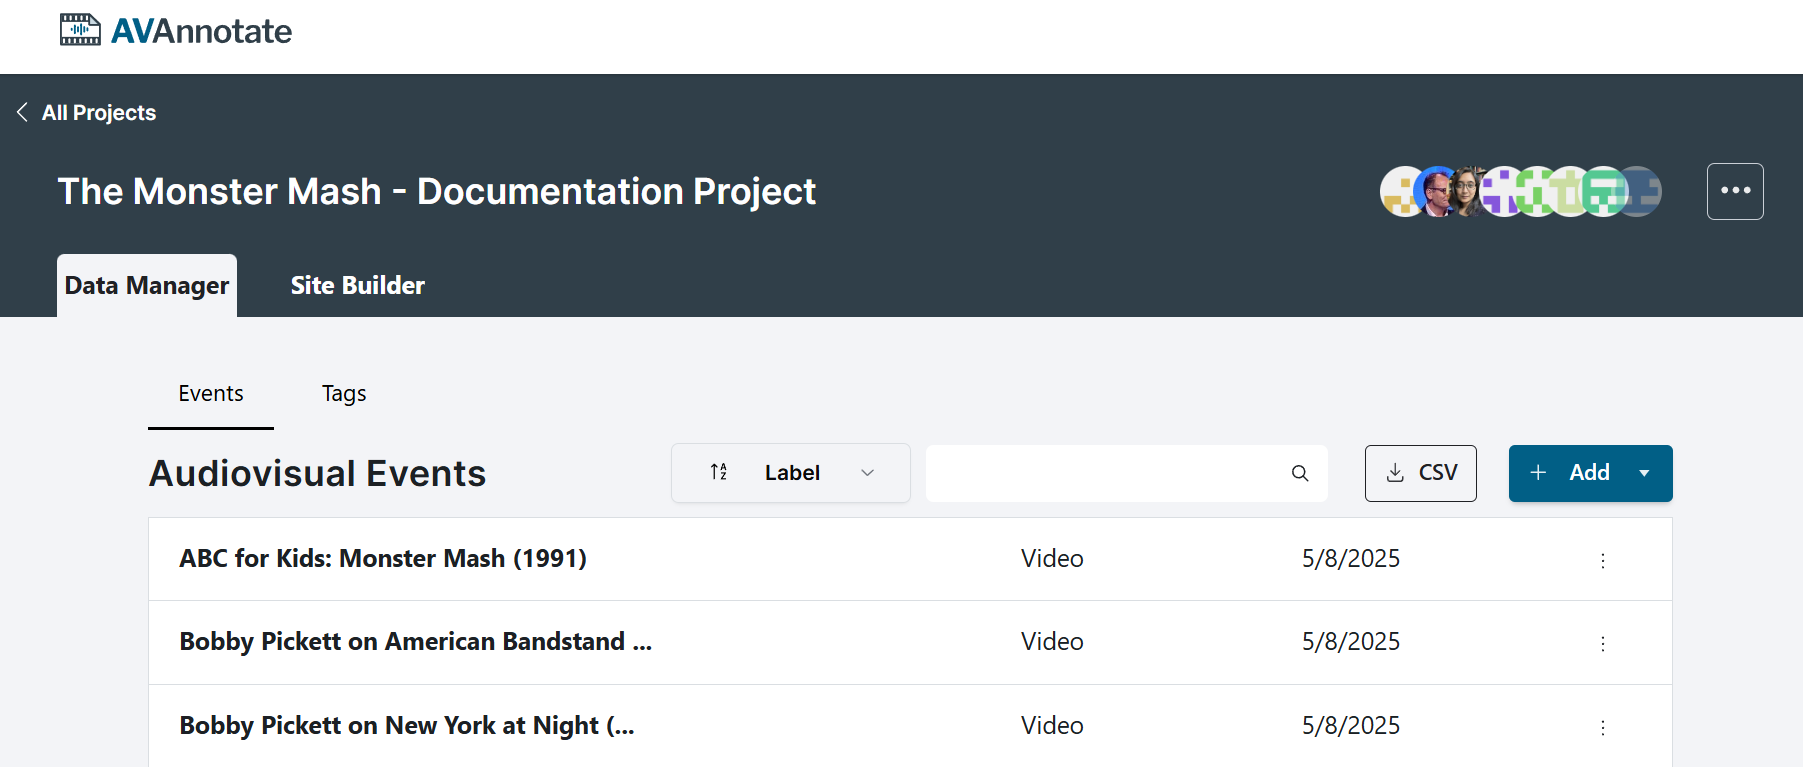 AVAnnotate
All Projects
The Monster Mash - Documentation Project
Data Manager
Site Builder
Events
Tags
Audiovisual Events
Label
CSV
Add
ABC for Kids: Monster Mash (1991) Video 5/8/2025
Bobby Pickett on American Bandstand ... Video 5/8/2025
Bobby Pickett on New York at Night (... Video 5/8/2025